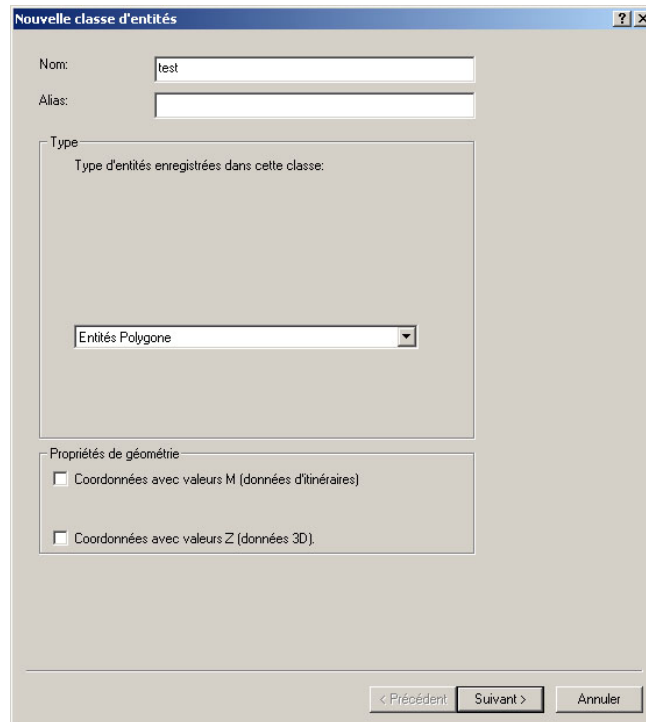 Nouvelle classe d'entités
Nom:
test
Alias:
Type
Type d'entités enregistrées dans cette classe:
Entités Polygone
Propriétés de géométrie
Coordonnées avec valeurs M (données d'itinéraires)
Coordonnées avec valeurs Z (données 3D).
< Précédent Suivant > Annuler